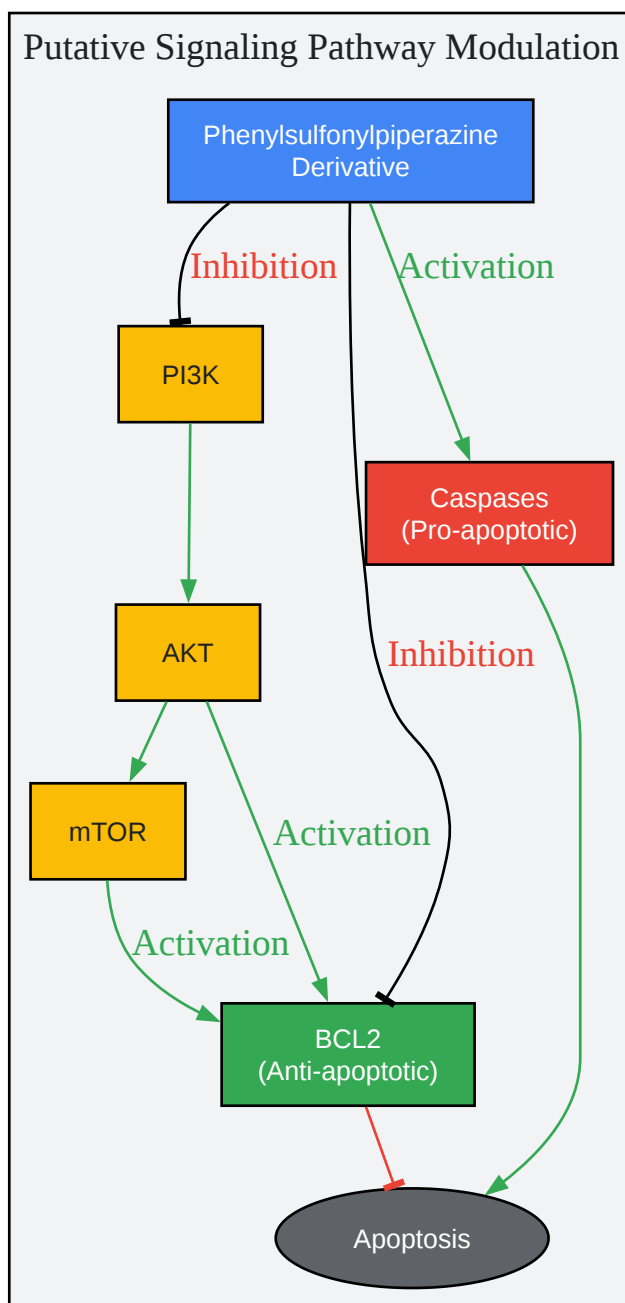 Putative Signaling Pathway Modulation
Phenylsulfonylpiperazine
Derivative
Inhibition
Activation
PI3K
Caspases
(Pro-apoptotic)
AKT
Inhibition
mTOR
Activation
Activation
BCL2
(Anti-apoptotic)
Apoptosis